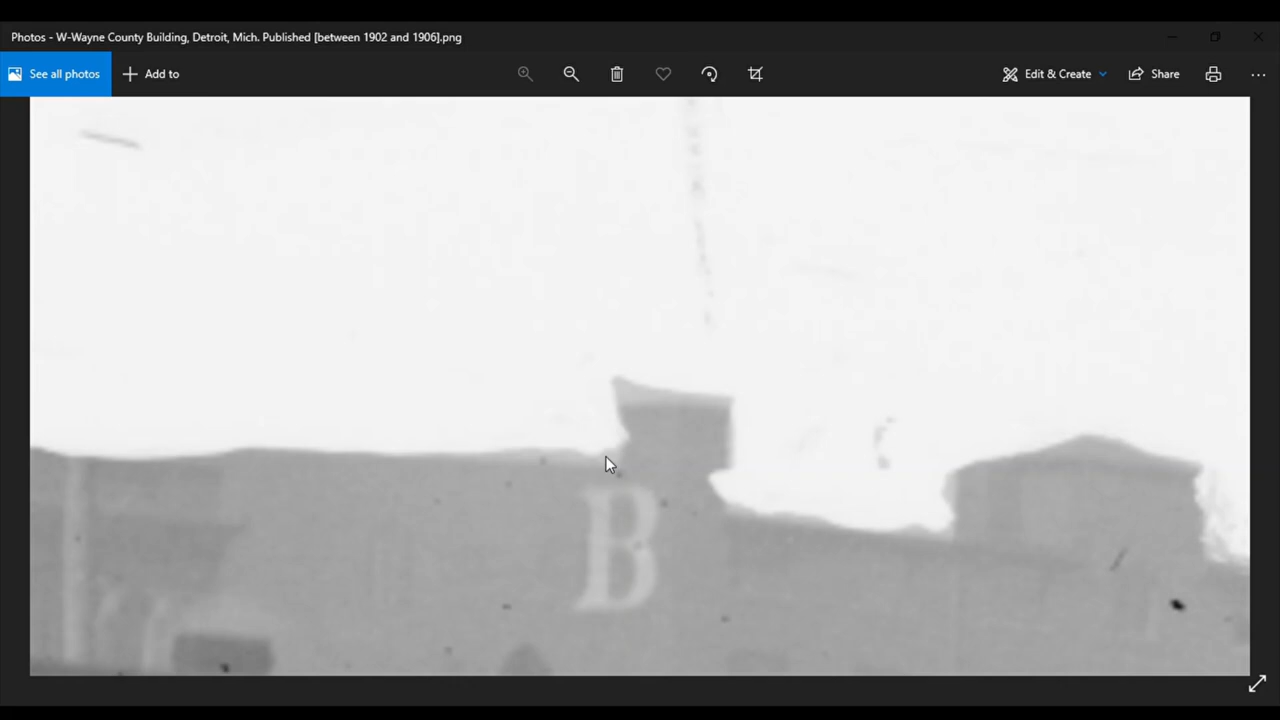 Photos - W-Wayne County Building, Detroit, Mich. Published [between 1902 and 1906].png
See all photos
Add to
Edit & Create
Share
B